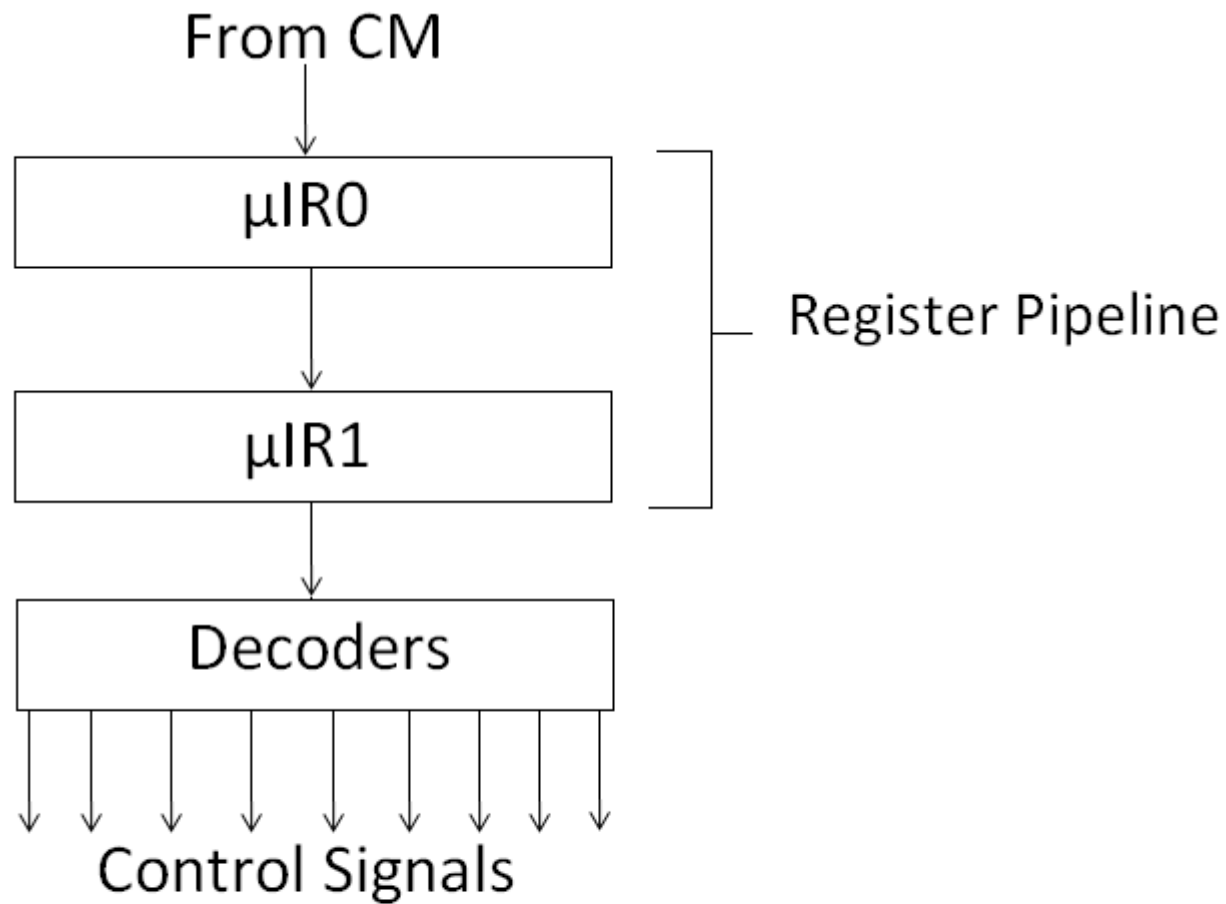 From CM
μIR0
Register Pipeline
μIR1
Decoders
Control Signals